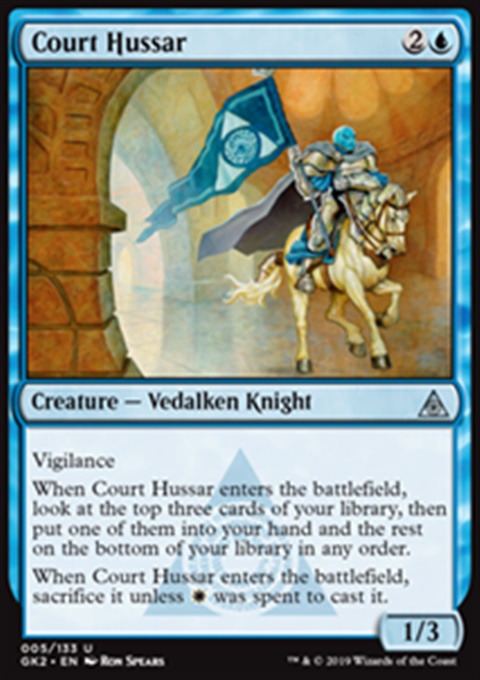 Court Hussar 2
Creature — Vedalken Knight
Vigilance
When Court Hussar enters the battlefield,
look at the top three cards of your library, then
put one of them into your hand and the rest
on the bottom of your library in any order.
When Court Hussar enters the battlefield,
sacrifice it unless was spent to cast it.
1/3
005/133 U
GK2 • EN Ron Spears
™ & © 2019 Wizards of the Coast